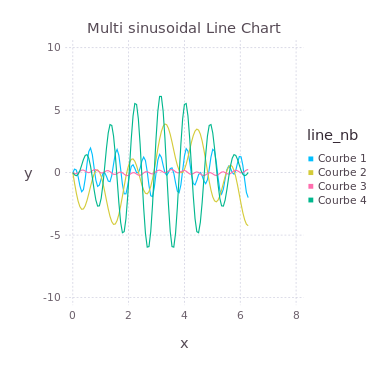 Multi sinusoidal Line Chart
10
5
0
-5
-10
y
0 2 4 6 8
x
line_nb
Courbe 1
Courbe 2
Courbe 3
Courbe 4